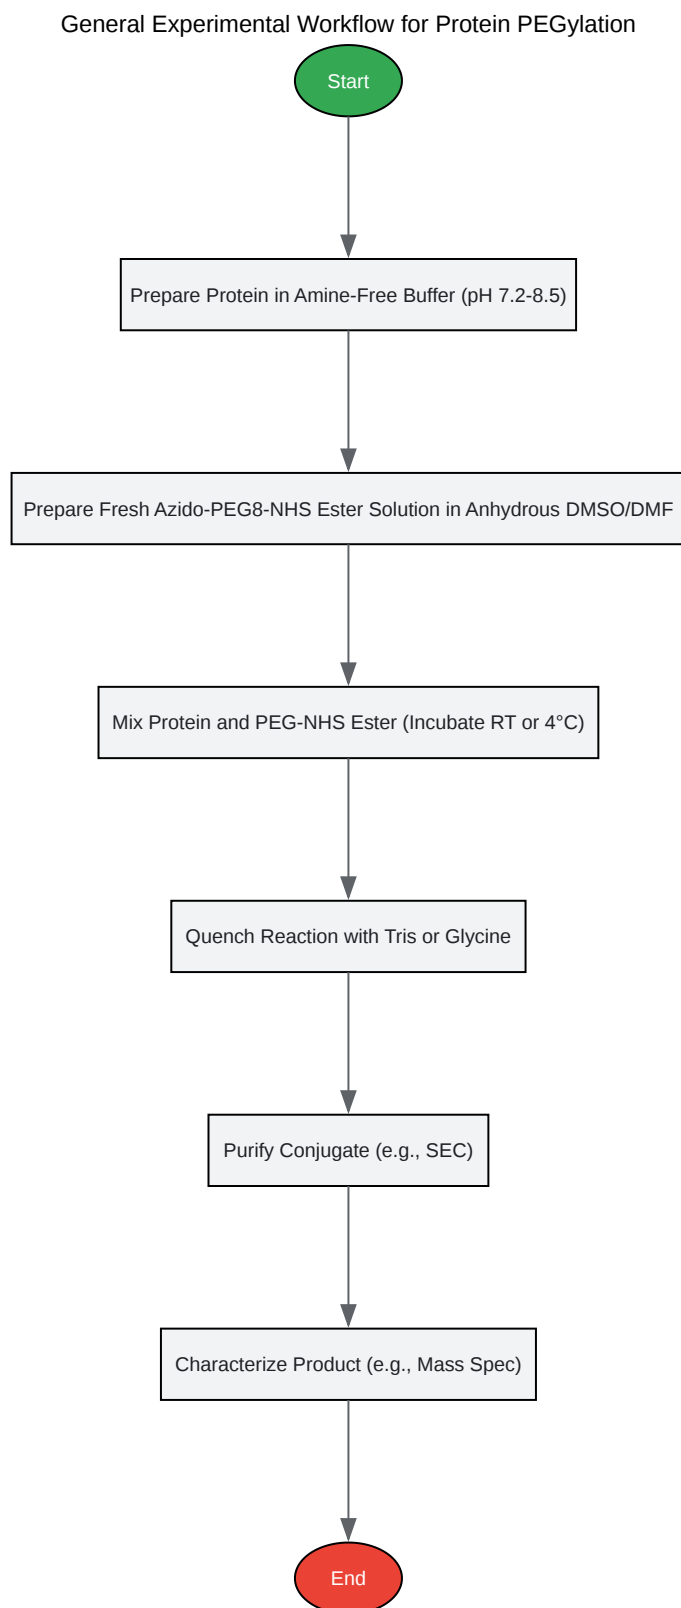 General Experimental Workflow for Protein PEGylation
Start
Prepare Protein in Amine-Free Buffer (pH 7.2-8.5)
Prepare Fresh Azido-PEG8-NHS Ester Solution in Anhydrous DMSO/DMF
Mix Protein and PEG-NHS Ester (Incubate RT or 4°C)
Quench Reaction with Tris or Glycine
Purify Conjugate (e.g., SEC)
Characterize Product (e.g., Mass Spec)
End